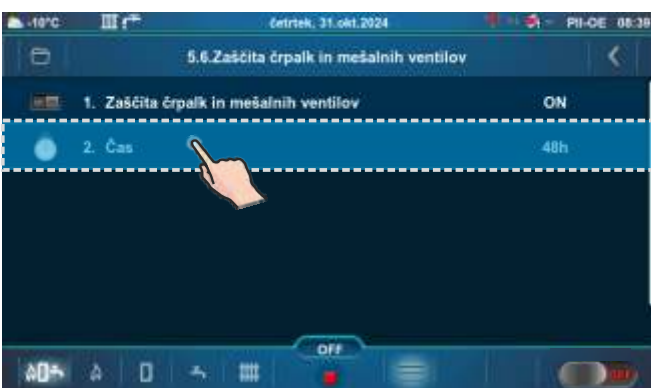 -10°C četrtek, 31.okt.2024 PII-OE 08:39
5.6.Zaščita črpalk in mešalnih ventilov
1. Zaščita črpalk in mešalnih ventilov ON
2. Čas 48h
OFF
OFF